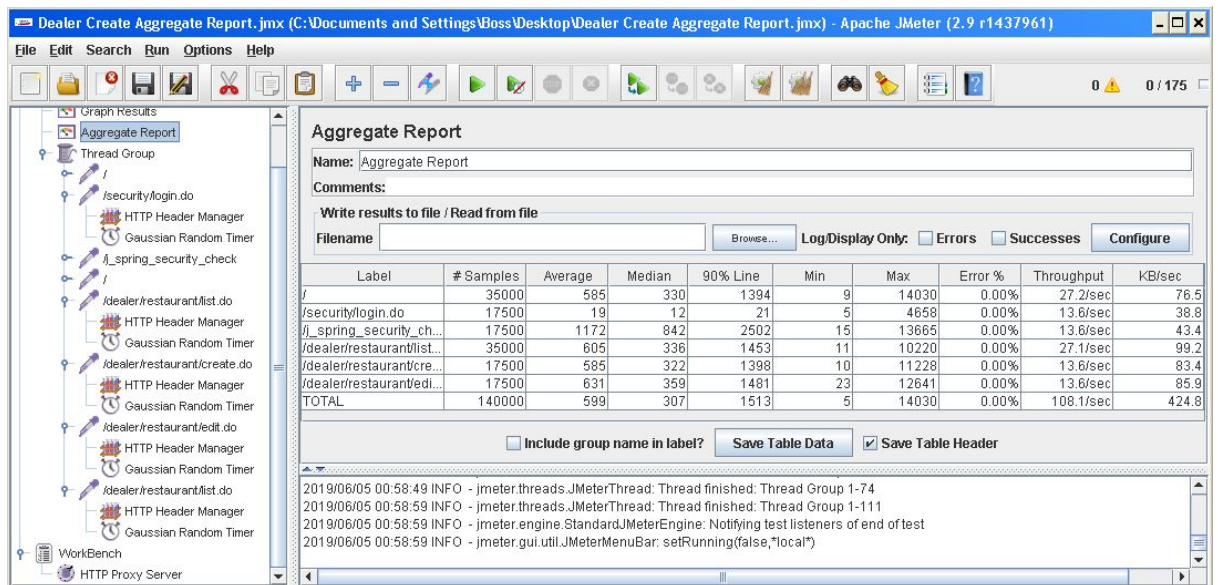 Dealer Create Aggregate Report.jmx (C:\Documents and Settings\Boss\Desktop\Dealer Create Aggregate Report.jmx) - Apache JMeter (2.9 r1437961)
File Edit Search Run Options Help
0 0 / 175
Graph Results
Aggregate Report
Thread Group
/
/security/login.do
HTTP Header Manager
Gaussian Random Timer
/j_spring_security_check
/
/dealer/restaurant/list.do
HTTP Header Manager
Gaussian Random Timer
/dealer/restaurant/create.do
HTTP Header Manager
Gaussian Random Timer
/dealer/restaurant/edit.do
HTTP Header Manager
Gaussian Random Timer
/dealer/restaurant/list.do
HTTP Header Manager
Gaussian Random Timer
WorkBench
HTTP Proxy Server
Aggregate Report
Name: Aggregate Report
Comments:
Write results to file / Read from file
Filename Browse... Log/Display Only: Errors Successes Configure
Label # Samples Average Median 90% Line Min Max Error % Throughput KB/sec
/ 35000 585 330 1394 9 14030 0.00% 27.2/sec 76.5
/security/login.do 17500 19 12 21 5 4658 0.00% 13.6/sec 38.8
/j_spring_security_ch... 17500 1172 842 2502 15 13665 0.00% 13.6/sec 43.4
/dealer/restaurant/list... 35000 605 336 1453 11 10220 0.00% 27.1/sec 99.2
/dealer/restaurant/cre... 17500 585 322 1398 10 11228 0.00% 13.6/sec 83.4
/dealer/restaurant/edi... 17500 631 359 1481 23 12641 0.00% 13.6/sec 85.9
TOTAL 140000 599 307 1513 5 14030 0.00% 108.1/sec 424.8
Include group name in label? Save Table Data Save Table Header
2019/06/05 00:58:49 INFO - jmeter.threads.JMeterThread: Thread finished: Thread Group 1-74
2019/06/05 00:58:59 INFO - jmeter.threads.JMeterThread: Thread finished: Thread Group 1-111
2019/06/05 00:58:59 INFO - jmeter.engine.StandardJMeterEngine: Notifying test listeners of end of test
2019/06/05 00:58:59 INFO - jmeter.gui.util.JMeterMenuBar: setRunning(false,*local*)